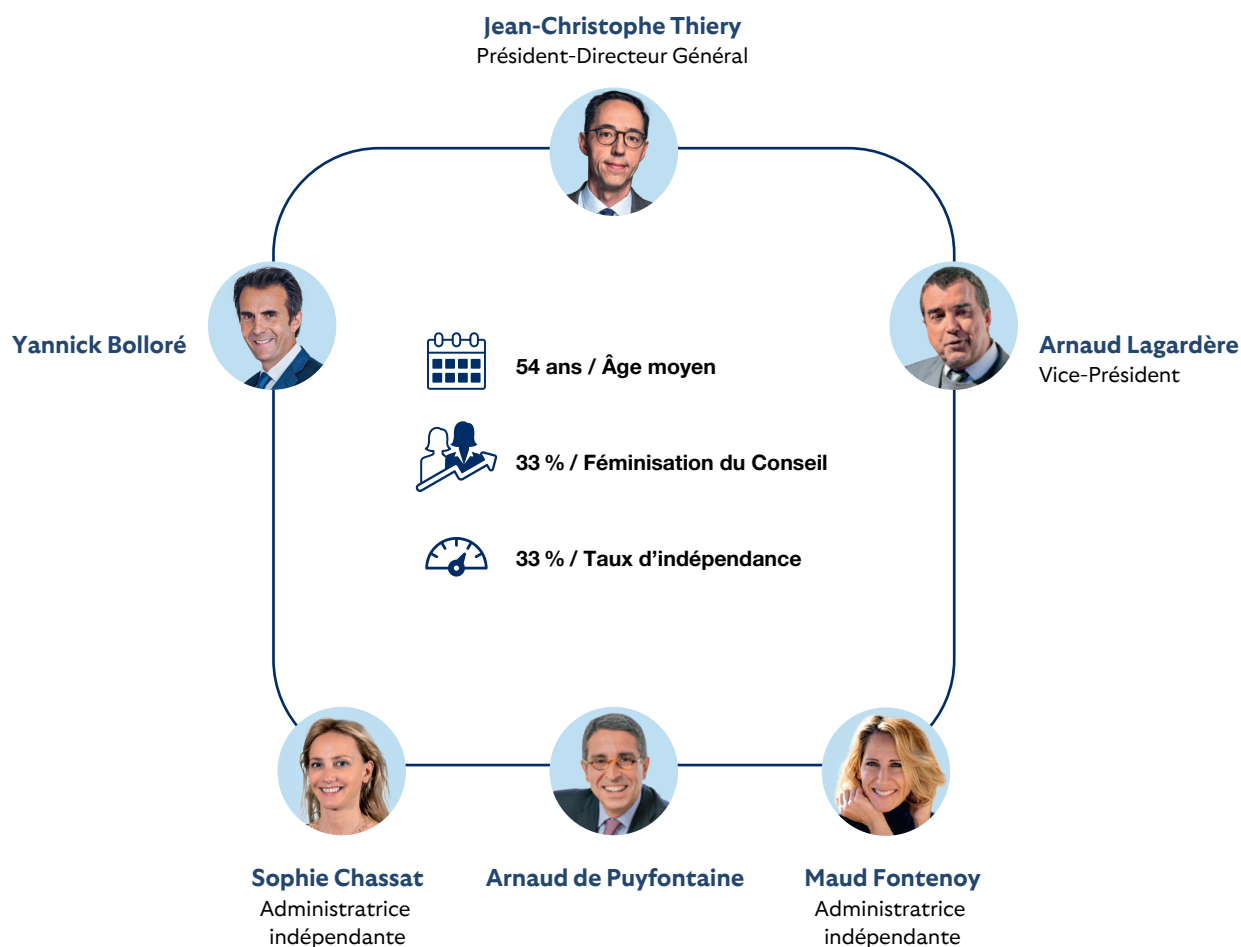 Jean-Christophe Thiery
Président-Directeur Général
Yannick Bolloré
Arnaud Lagardère
Vice-Président
54 ans / Âge moyen
33 % / Féminisation du Conseil
33 % / Taux d'indépendance
Sophie Chassat
Administratrice
indépendante
Arnaud de Puyfontaine
Maud Fontenoy
Administratrice
indépendante